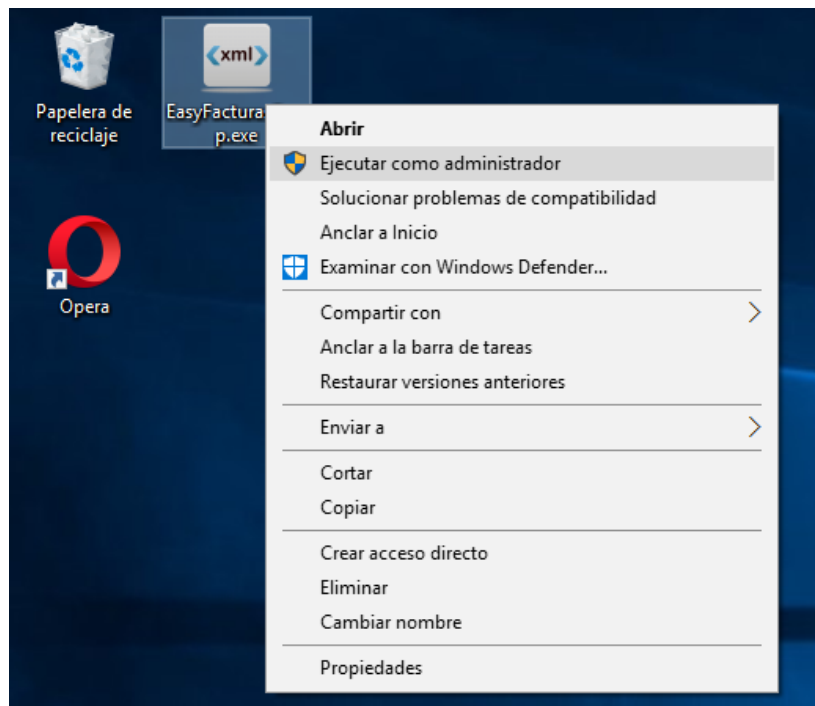 Papelera de
reciclaje
<xml>
EasyFactura
p.exe
Opera
Abrir
Ejecutar como administrador
Solucionar problemas de compatibilidad
Anclar a Inicio
Examinar con Windows Defender...
Compartir con
Anclar a la barra de tareas
Restaurar versiones anteriores
Enviar a
Cortar
Copiar
Crear acceso directo
Eliminar
Cambiar nombre
Propiedades